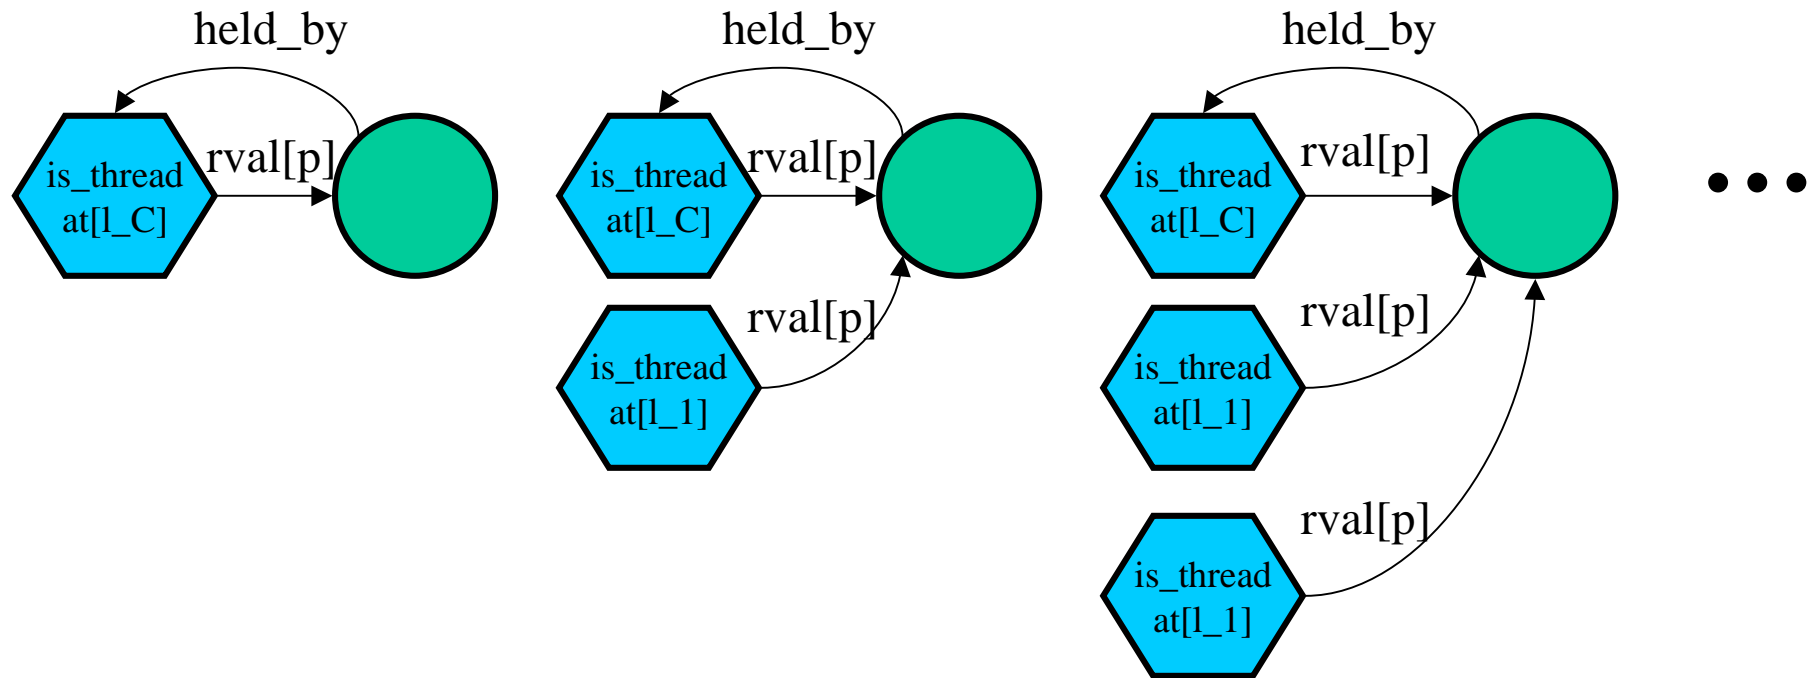 held_by
is_thread
at[l_C]
rval[p]
held_by
is_thread
at[l_C]
rval[p]
is_thread
at[l_1]
rval[p]
held_by
is_thread
at[l_C]
rval[p]
is_thread
at[l_1]
rval[p]
is_thread
at[l_1]
rval[p]